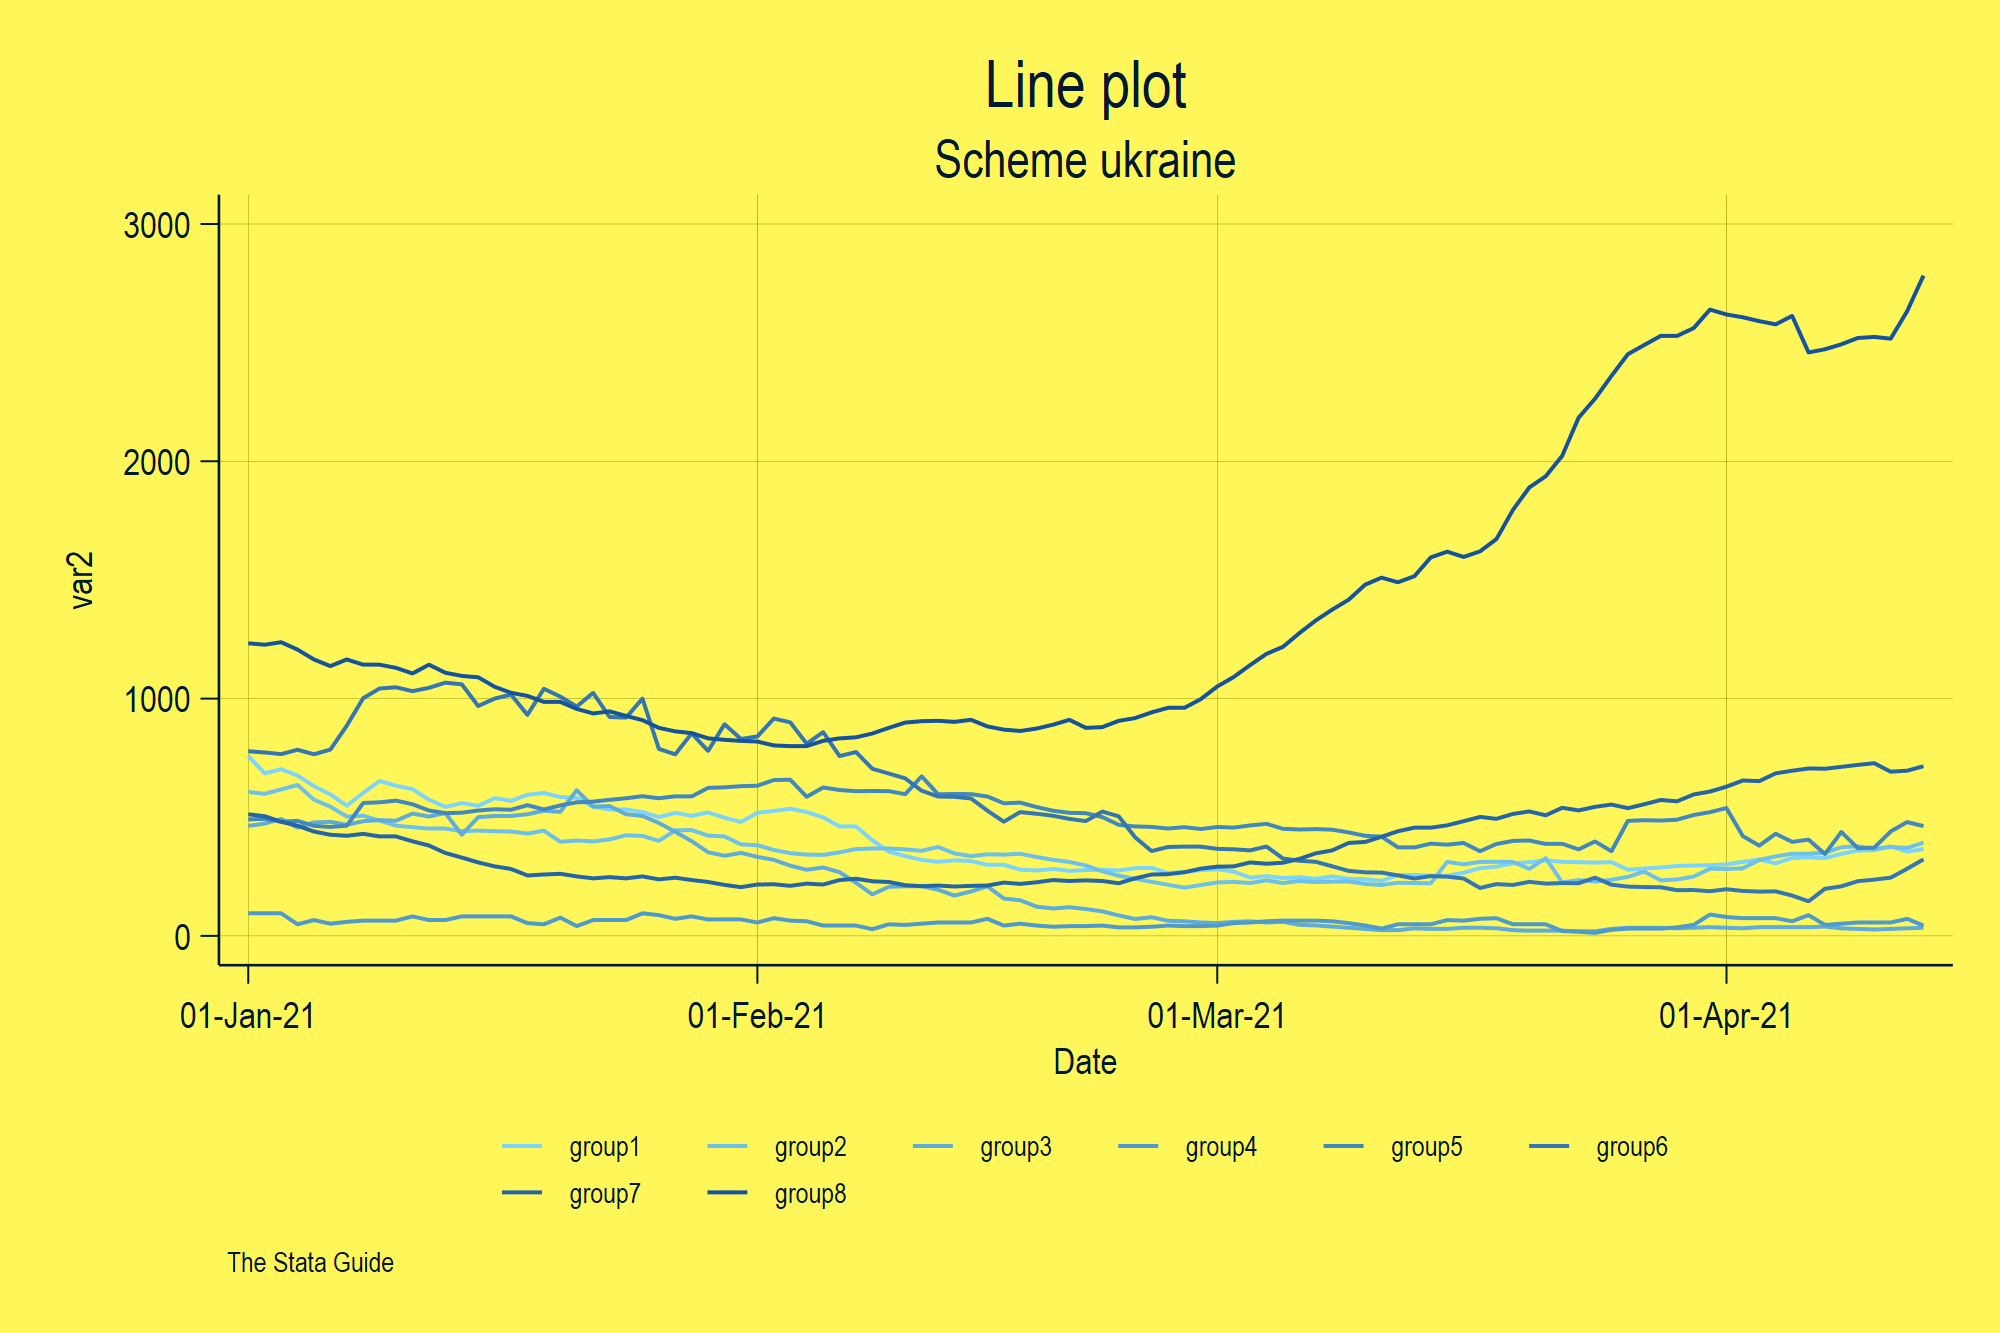 Line plot
Scheme ukraine
3000
2000
1000
0
var2
01-Jan-21 01-Feb-21 01-Mar-21 01-Apr-21
Date
group1 group2 group3 group4 group5 group6
group7 group8
The Stata Guide